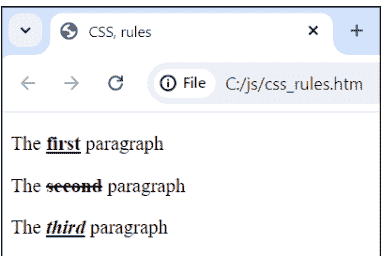 CSS, rules
File C:/js/css_rules.htm
The first paragraph
The second paragraph
The third paragraph